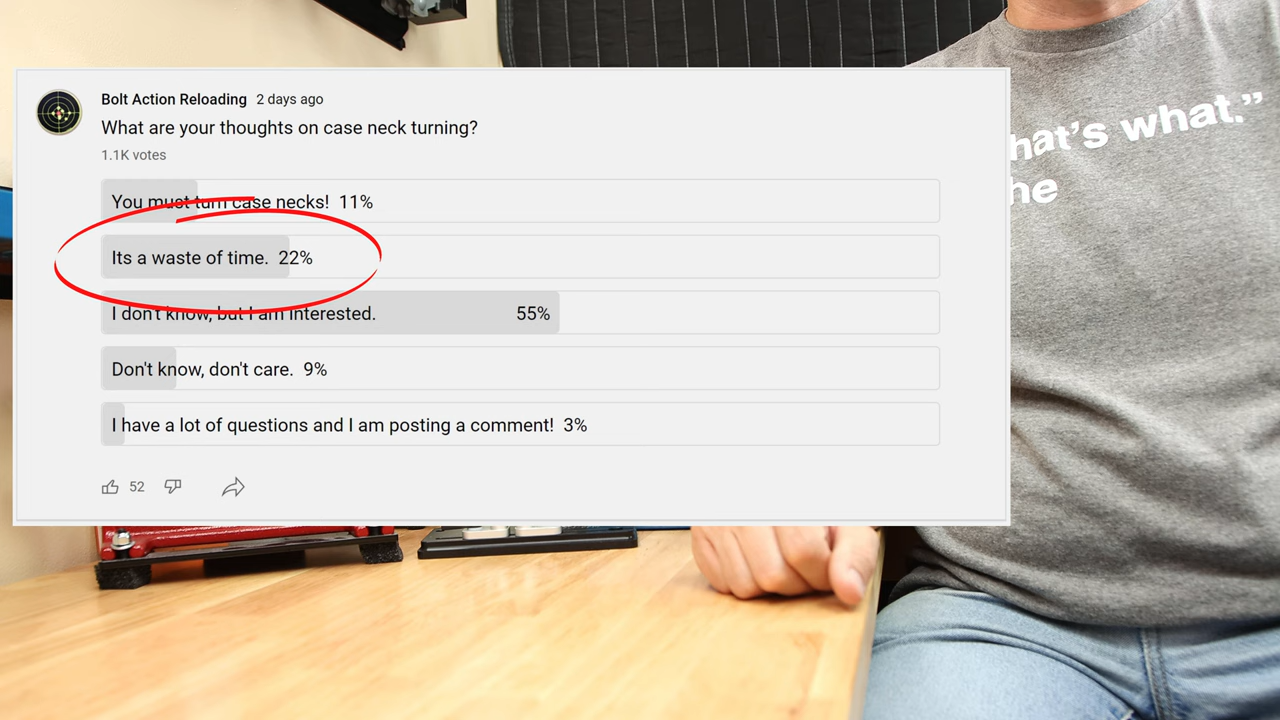 Bolt Action Reloading 2 days ago
What are your thoughts on case neck turning?
1.1K votes
You must turn case necks! 11%
Its a waste of time. 22%
I don't know, but I am interested. 55%
Don't know, don't care. 9%
I have a lot of questions and I am posting a comment! 3%
52
hat's what.”
he